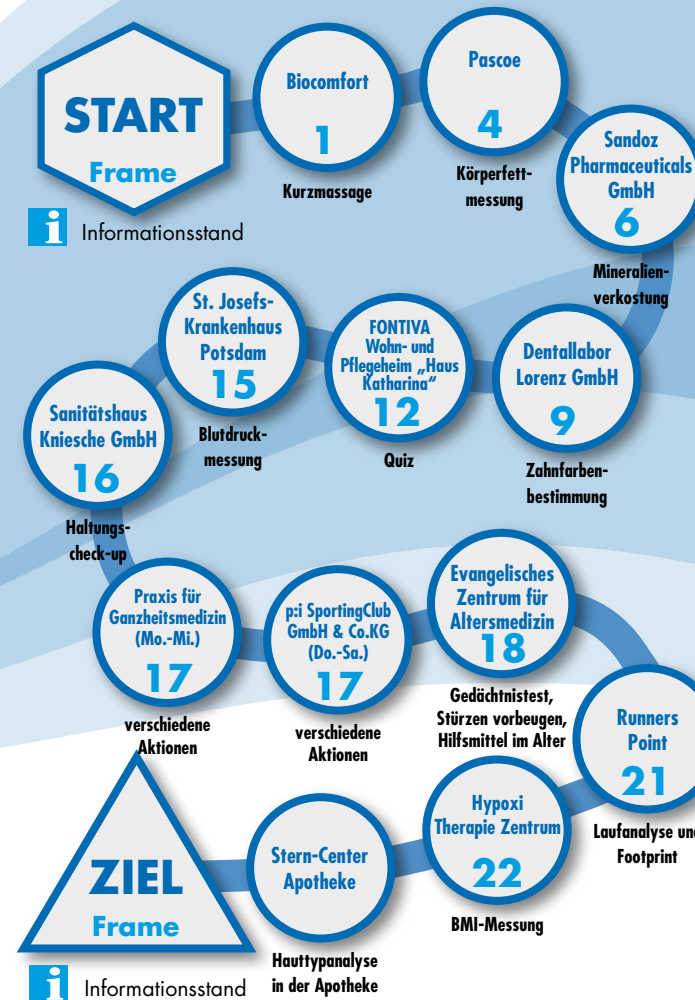 START
Frame
i Informationsstand
Biocomfort
1
Kurzmassage
Pascoe
4
Körperfett-
messung
Sandoz
Pharmaceuticals
GmbH
6
Mineralien-
verkostung
Dentallabor
Lorenz GmbH
9
Zahnfarben-
bestimmung
FONTIVA
Wohn- und
Pflegeheim „Haus
Katharina“
12
Quiz
St. Josefs-
Krankenhaus
Potsdam
15
Blutdruck-
messung
Sanitätshaus
Kniesche GmbH
16
Haltungs-
check-up
Praxis für
Ganzheitsmedizin
(Mo.-Mi.)
17
verschiedene
Aktionen
p:i SportingClub
GmbH & Co.KG
(Do.-Sa.)
17
verschiedene
Aktionen
Evangelisches
Zentrum für
Altersmedizin
18
Gedächtnistest,
Stürzen vorbeugen,
Hilfsmittel im Alter
Runners
Point
21
Laufanalyse und
Footprint
Hypoxi
Therapie Zentrum
22
BMI-Messung
Stern-Center
Apotheke
Hauttypanalyse
in der Apotheke
ZIEL
Frame
i Informationsstand